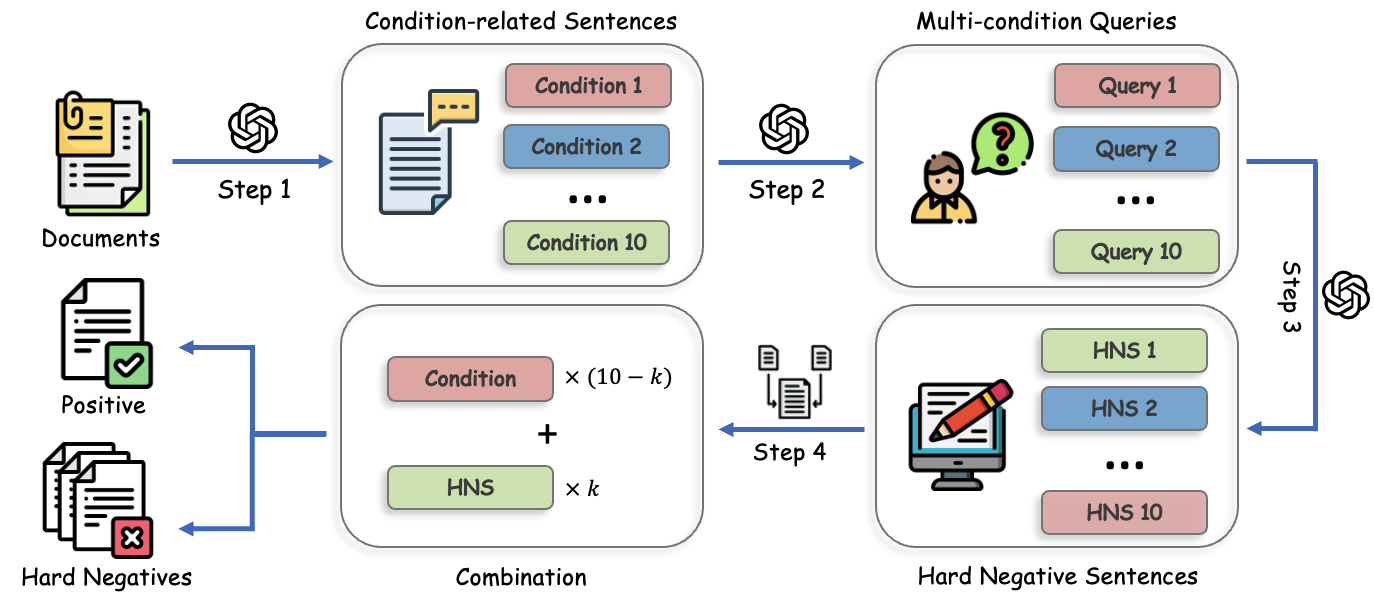 Condition-related Sentences
Multi-condition Queries
Condition 1
Condition 2
...
Condition 10
Query 1
Query 2
...
Query 10
?
Documents
Step 1
Step 2
Step 3
Positive
Hard Negatives
Condition × (10 − k)
+
HNS × k
Combination
Step 4
HNS 1
HNS 2
...
HNS 10
Hard Negative Sentences